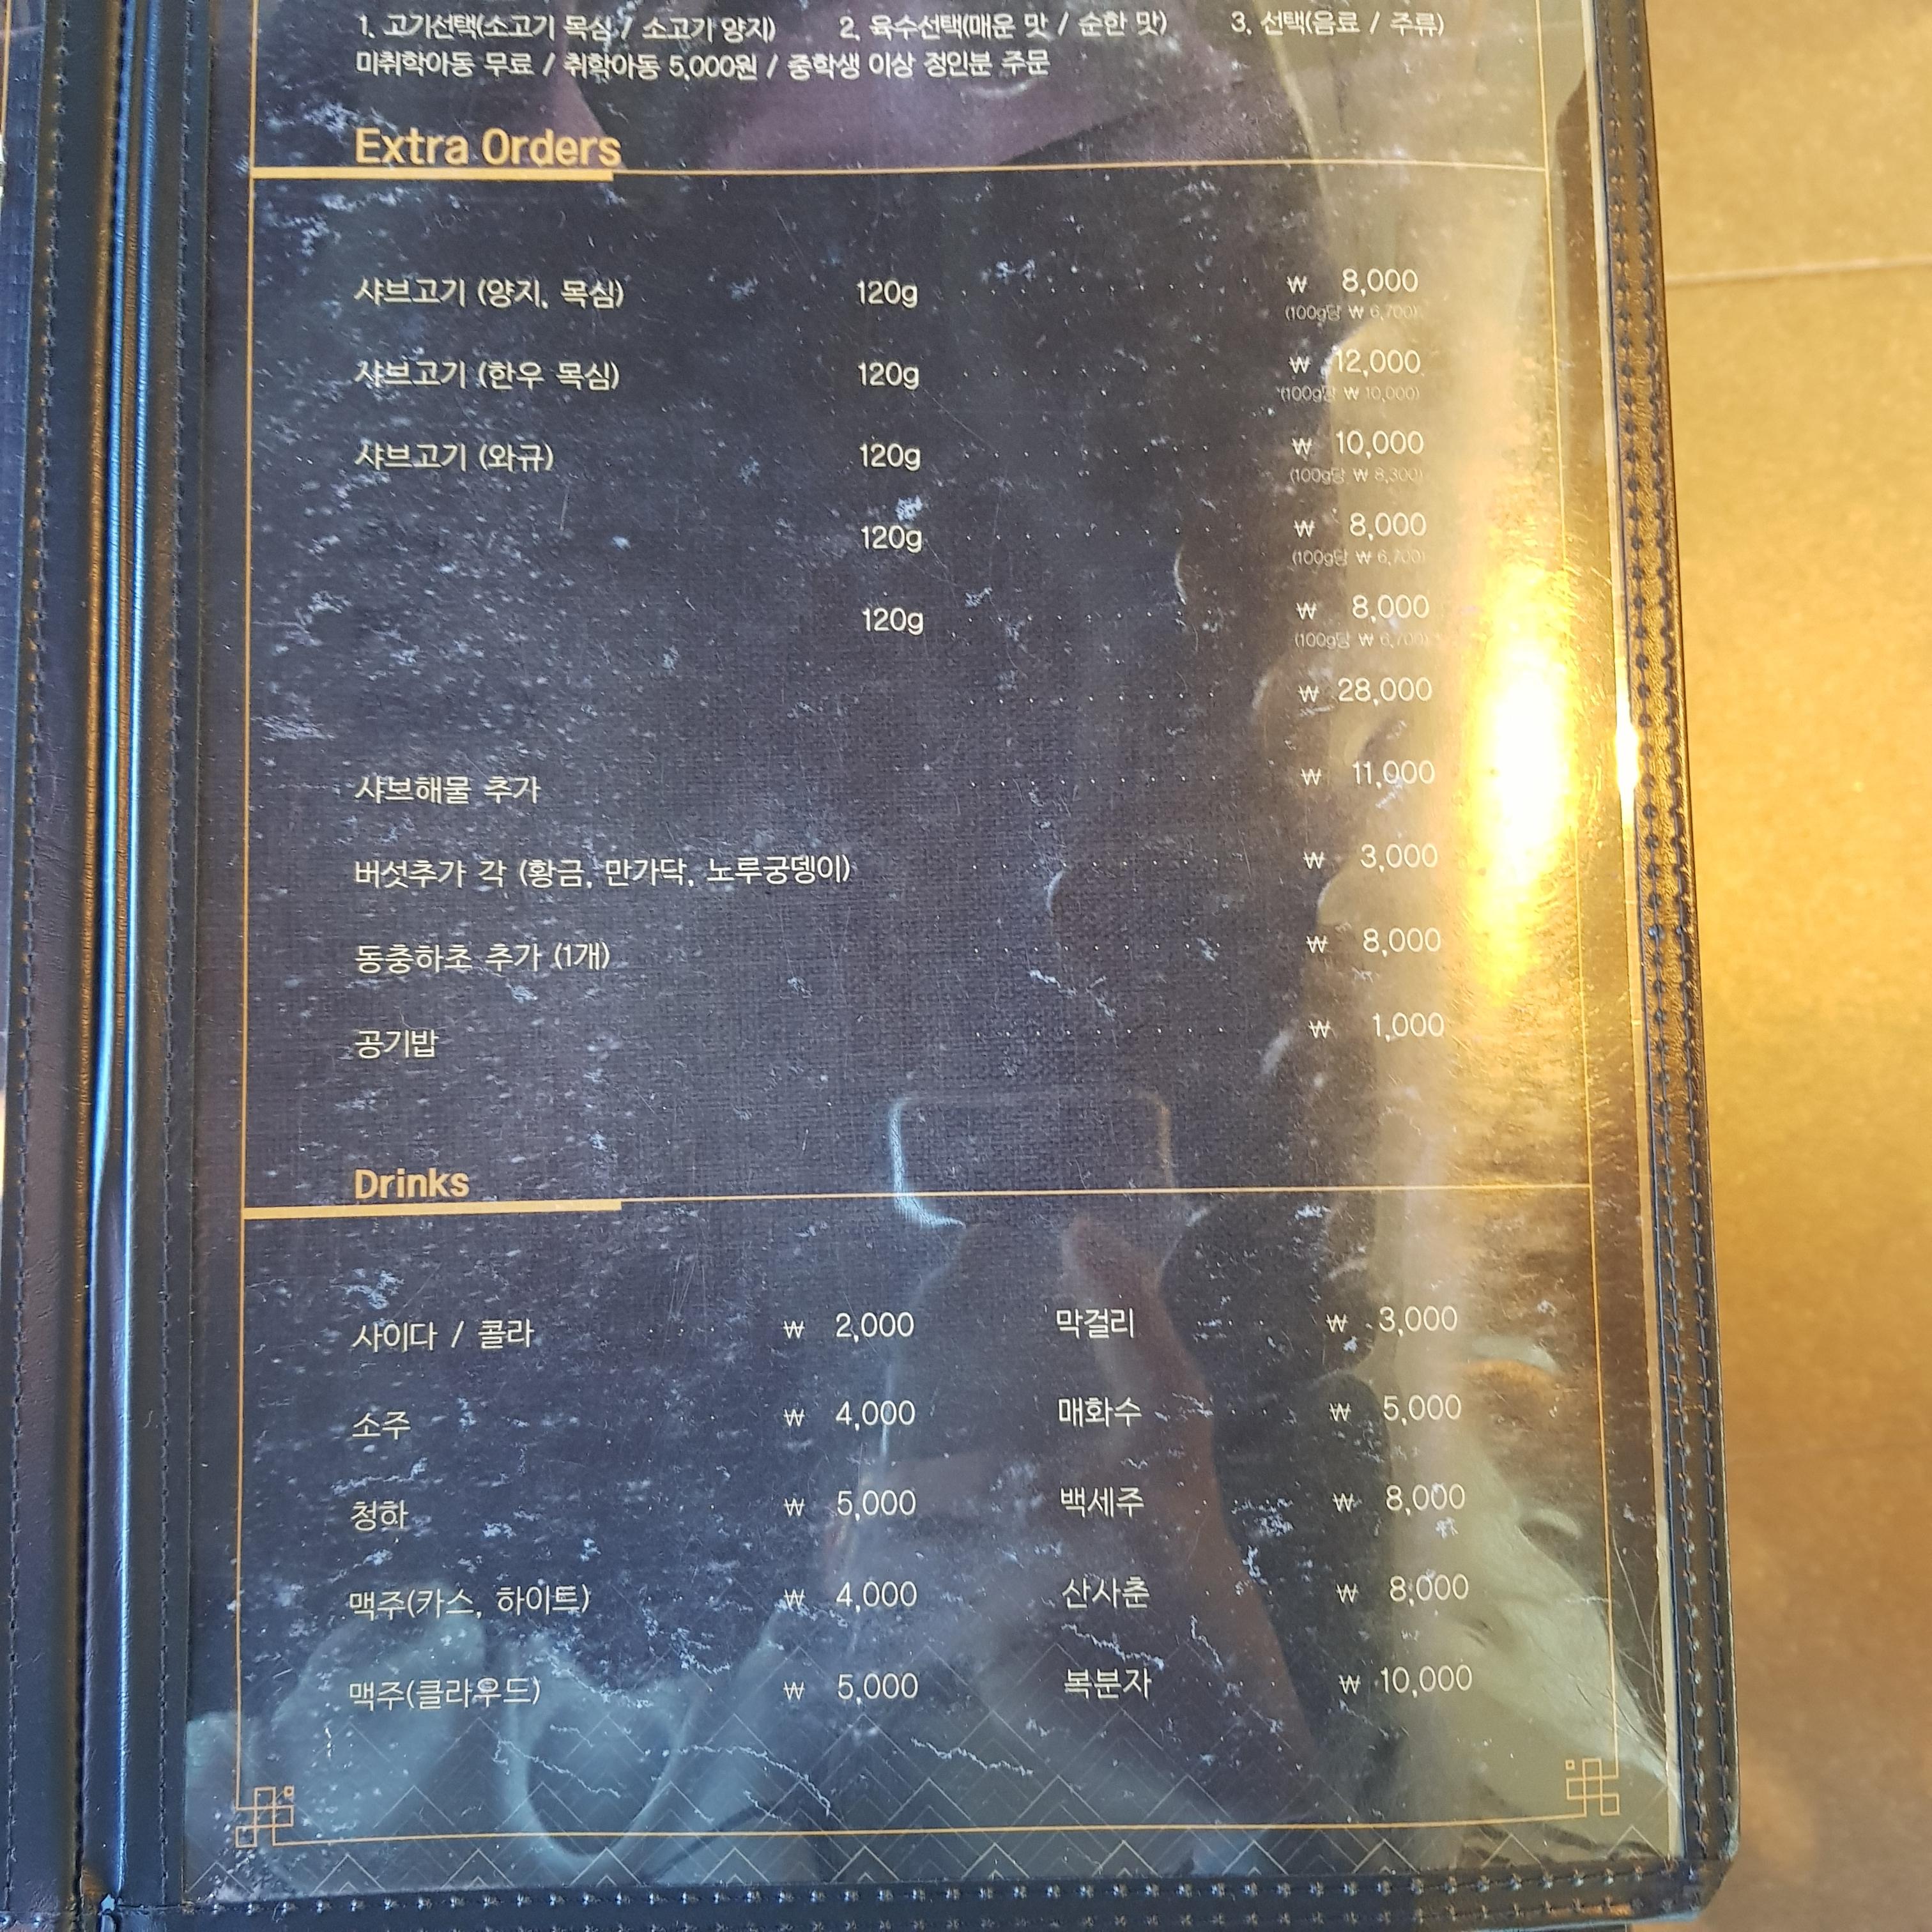 1. 고기선택(소고기 목심 / 소고기 양지) 2. 육수선택(매운 맛 / 순한 맛) 3. 선택(음료 / 주류)
미취학아동 무료 / 취학아동 5,000원 / 중학생 이상 정인분 주문
Extra Orders
샤브고기 (양지, 목심) 120g ₩ 8,000
(100g당 ₩ 6,700)
샤브고기 (한우 목심) 120g ₩ 12,000
(100g당 ₩ 10,000)
샤브고기 (와규) 120g ₩ 10,000
(100g당 ₩ 8,300)
120g ₩ 8,000
(100g당 ₩ 6,700)
120g ₩ 8,000
(100g당 ₩ 6,700)
₩ 28,000
샤브해물 추가 ₩ 11,000
버섯추가 각 (황금, 만가닥, 노루궁뎅이) ₩ 3,000
동충하초 추가 (1개) ₩ 8,000
공기밥 ₩ 1,000
Drinks
사이다 / 콜라 ₩ 2,000 막걸리 ₩ 3,000
소주 ₩ 4,000 매화수 ₩ 5,000
청하 ₩ 5,000 백세주 ₩ 8,000
맥주(카스, 하이트) ₩ 4,000 산사춘 ₩ 8,000
맥주(클라우드) ₩ 5,000 복분자 ₩ 10,000